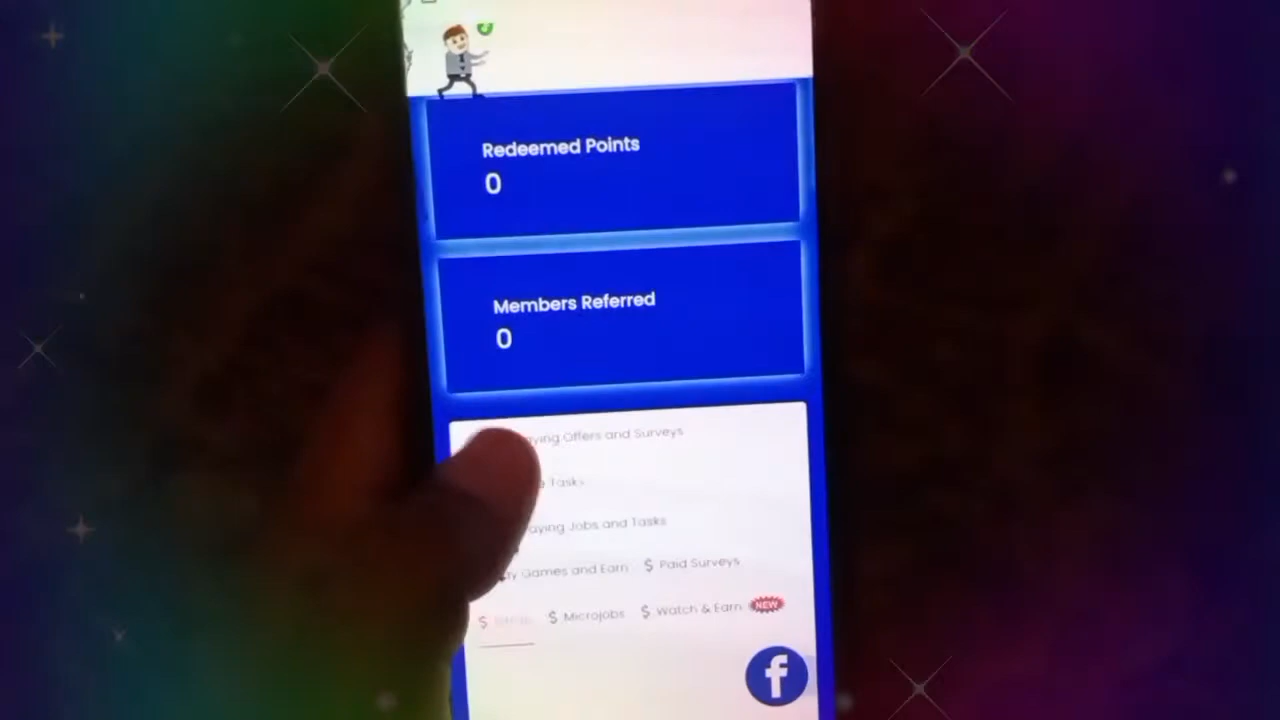 Redeemed Points
0
Members Referred
0
Offers and Surveys
Tasks
Jobs and Tasks
Games and Earn $ Paid Surveys
$ $ Microjobs $ Watch & Earn NEW
f